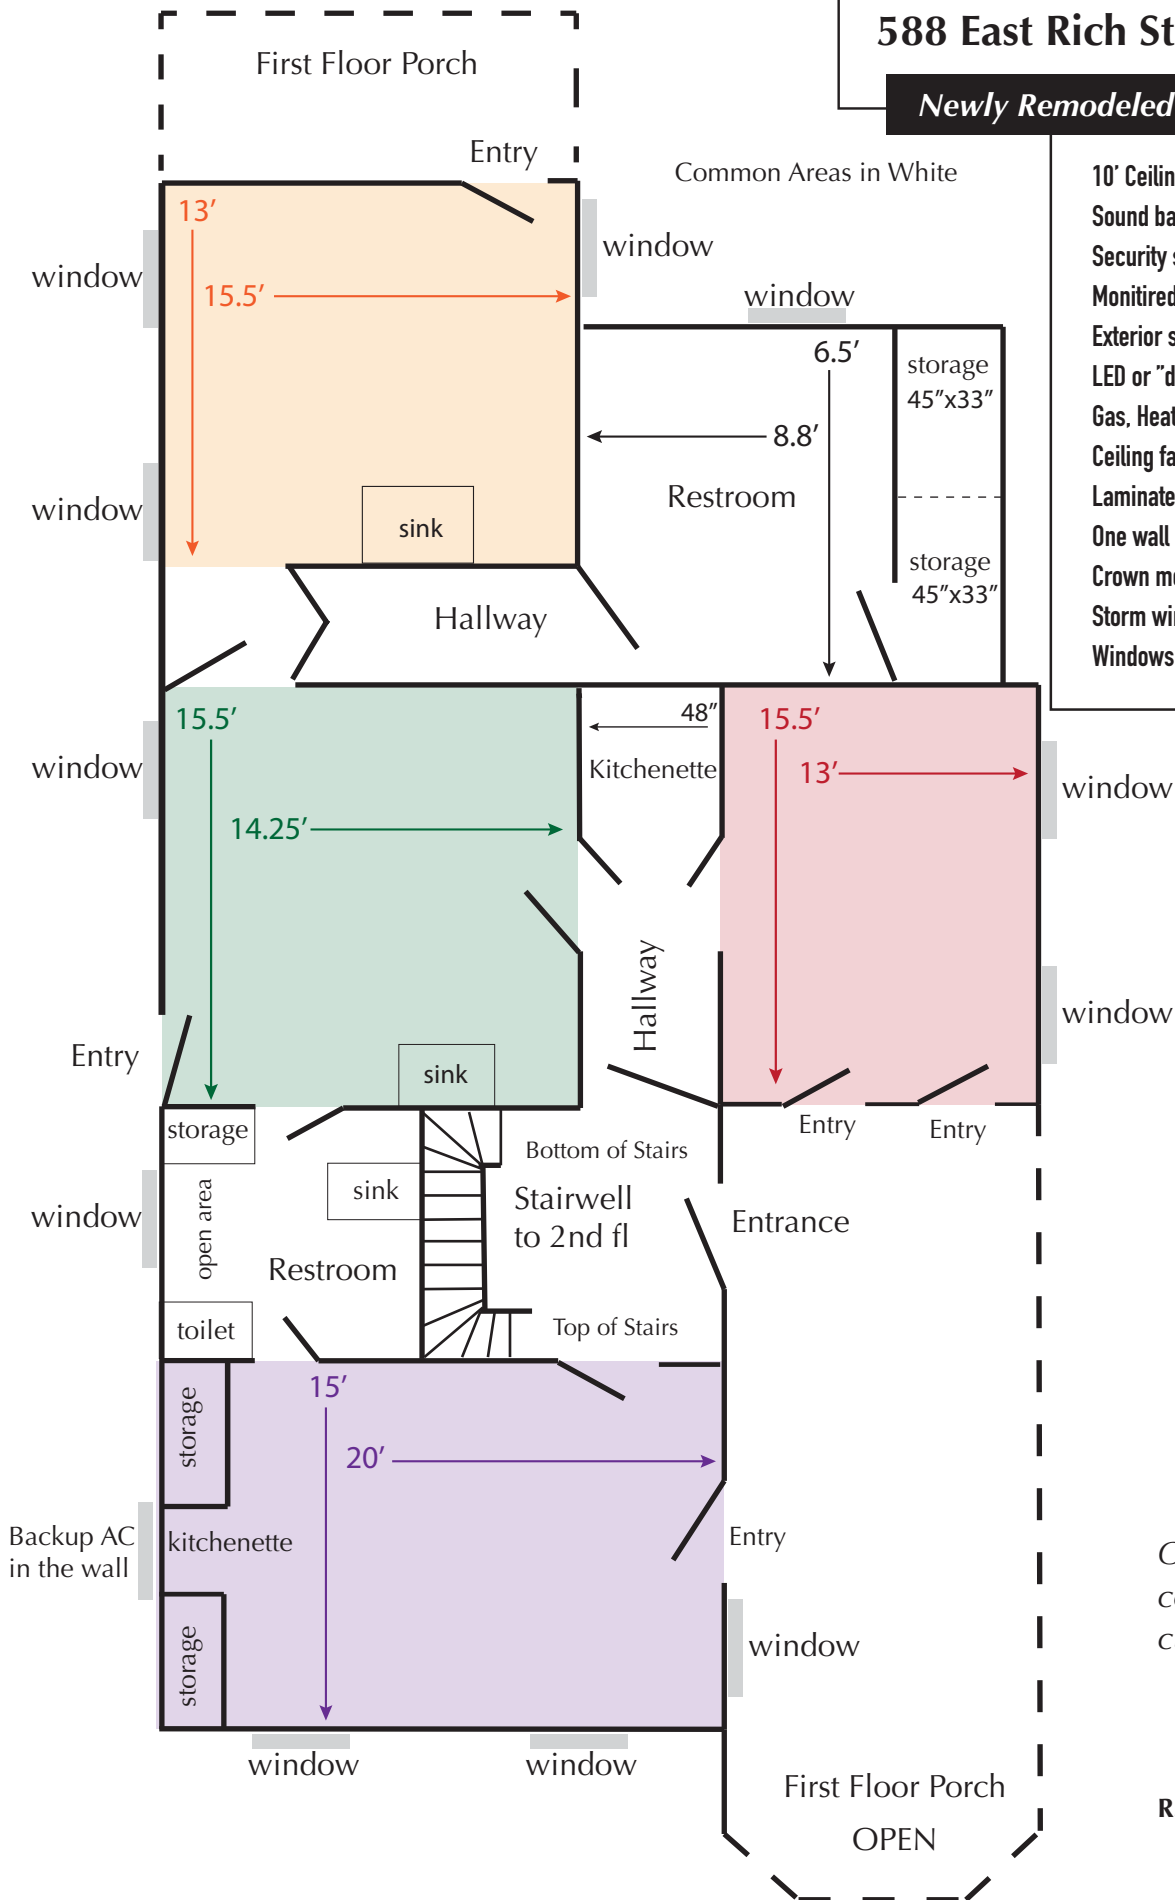 588 East Rich St
Newly Remodeled
First Floor Porch
Entry
Common Areas in White
10’ Ceilin
Sound ba
Security s
Monitired
Exterior s
LED or ”d
Gas, Heat
Ceiling fa
Laminate
One wall
Crown mo
Storm win
Windows
13’
15.5’
window
window
window
sink
window
6.5’
8.8’
Restroom
storage
45”x33”
storage
45”x33”
Hallway
15.5’
14.25’
window
sink
Entry
48”
Kitchenette
Hallway
15.5’
13’
window
window
Entry
Entry
storage
open area
window
sink
Restroom
toilet
Bottom of Stairs
Stairwell
to 2nd fl
Top of Stairs
Entrance
15’
20’
storage
kitchenette
storage
Backup AC
in the wall
Entry
window
window
window
First Floor Porch
OPEN
C
c
R